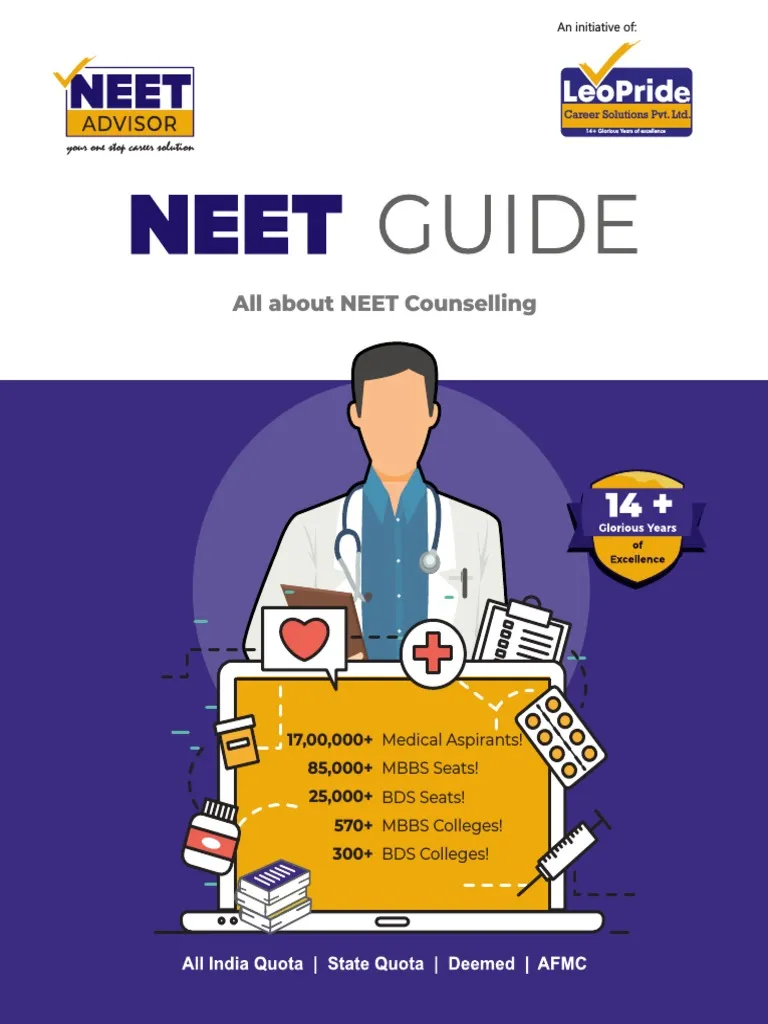 An initiative of:
NEET
ADVISOR
your one stop career solution
LeoPride
Career Solutions Pvt. Ltd.
14+ Glorious Years of excellence
NEET GUIDE
All about NEET Counselling
14 +
Glorious Years
of
Excellence
17,00,000+ Medical Aspirants!
85,000+ MBBS Seats!
25,000+ BDS Seats!
570+ MBBS Colleges!
300+ BDS Colleges!
All India Quota | State Quota | Deemed | AFMC